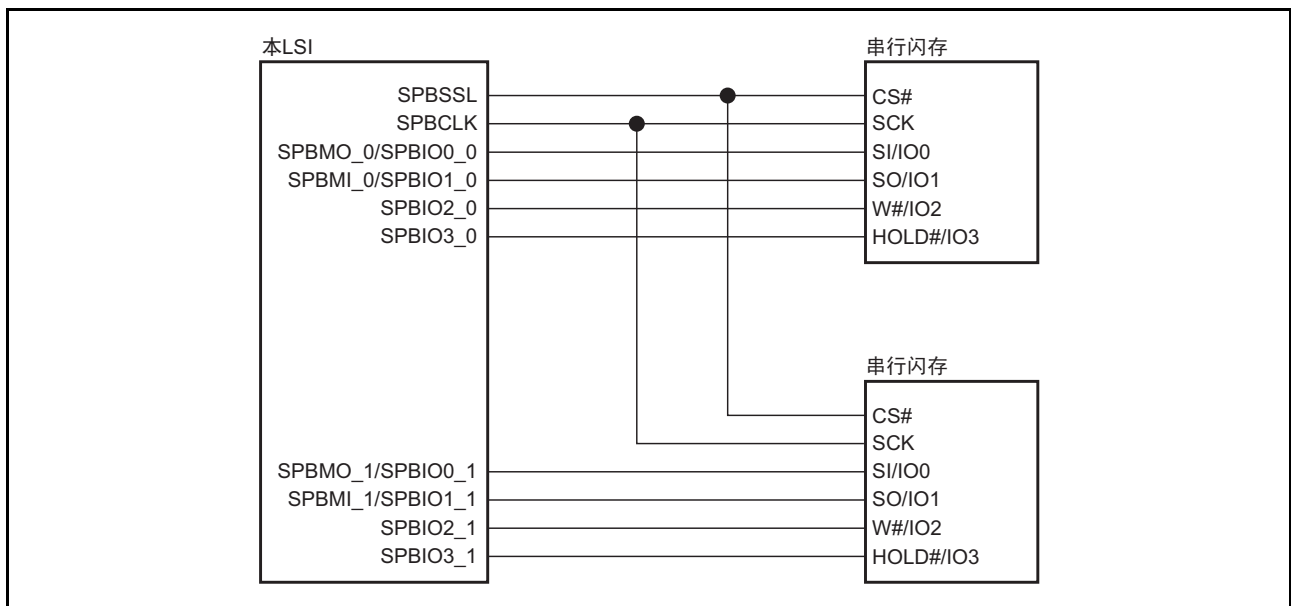 本LSI
SPBSSL
SPBCLK
SPBMO_0/SPBIO0_0
SPBMI_0/SPBIO1_0
SPBIO2_0
SPBIO3_0
SPBMO_1/SPBIO0_1
SPBMI_1/SPBIO1_1
SPBIO2_1
SPBIO3_1
串行闪存
CS#
SCK
SI/IO0
SO/IO1
W#/IO2
HOLD#/IO3
串行闪存
CS#
SCK
SI/IO0
SO/IO1
W#/IO2
HOLD#/IO3